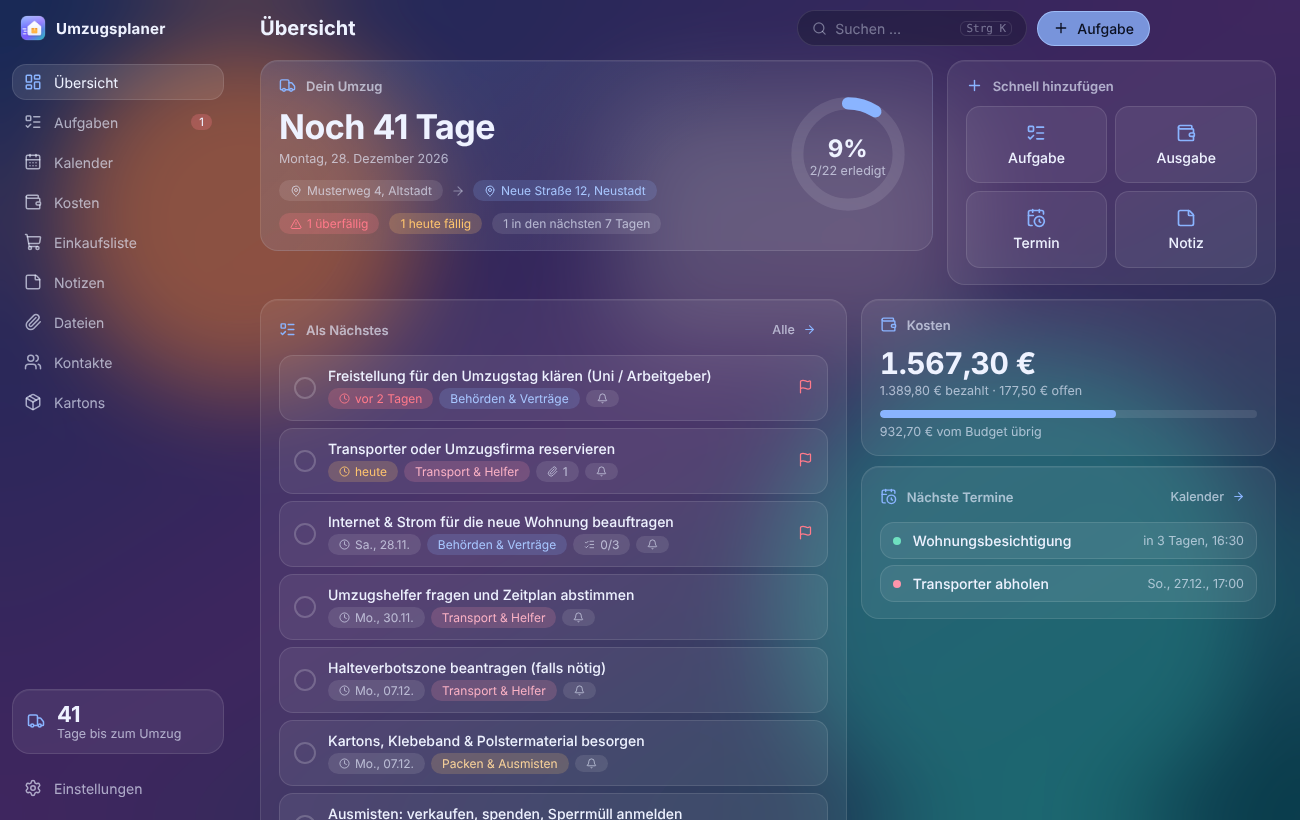 Umzugsplaner
Übersicht
Suchen ...
Strg K
Aufgabe
Übersicht
Aufgaben
1
Kalender
Kosten
Einkaufsliste
Notizen
Dateien
Kontakte
Kartons
41
Tage bis zum Umzug
Einstellungen
Dein Umzug
Noch 41 Tage
Montag, 28. Dezember 2026
Musterweg 4, Altstadt
Neue Straße 12, Neustadt
1 überfällig
1 heute fällig
1 in den nächsten 7 Tagen
9%
2/22 erledigt
Schnell hinzufügen
Aufgabe
Ausgabe
Termin
Notiz
Als Nächstes
Alle
Freistellung für den Umzugstag klären (Uni / Arbeitgeber)
vor 2 Tagen
Behörden & Verträge
Transporter oder Umzugsfirma reservieren
heute
Transport & Helfer
1
Internet & Strom für die neue Wohnung beauftragen
Sa., 28.11.
Behörden & Verträge
0/3
Umzugshelfer fragen und Zeitplan abstimmen
Mo., 30.11.
Transport & Helfer
Halteverbotszone beantragen (falls nötig)
Mo., 07.12.
Transport & Helfer
Kartons, Klebeband & Polstermaterial besorgen
Mo., 07.12.
Packen & Ausmisten
Ausmisten: verkaufen, spenden, Sperrmüll anmelden
Kosten
1.567,30 €
1.389,80 € bezahlt · 177,50 € offen
932,70 € vom Budget übrig
Nächste Termine
Kalender
Wohnungsbesichtigung
in 3 Tagen, 16:30
Transporter abholen
So., 27.12., 17:00